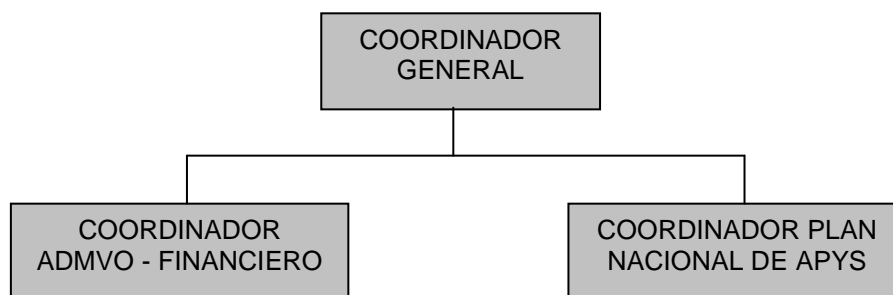 COORDINADOR
GENERAL
COORDINADOR
ADMVO - FINANCIERO
COORDINADOR PLAN
NACIONAL DE APYS